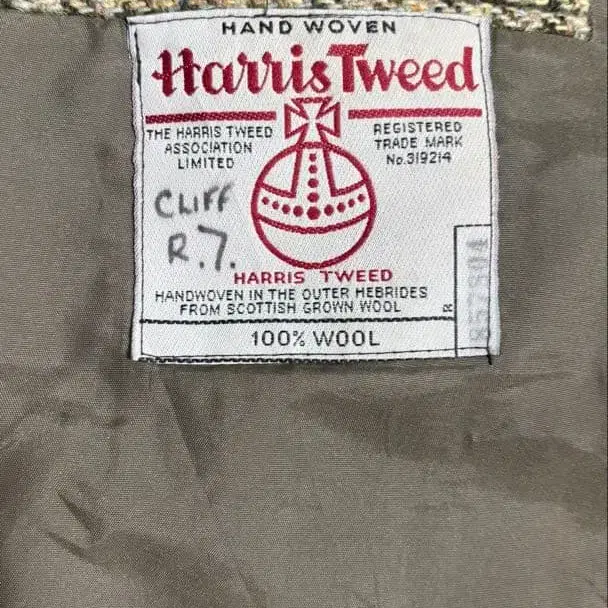 HAND WOVEN
Harris Tweed
THE HARRIS TWEED
ASSOCIATION
LIMITED
REGISTERED
TRADE MARK
No.319214
CLIFF
R.7.
HARRIS TWEED
HANDWOVEN IN THE OUTER HEBRIDES
FROM SCOTTISH GROWN WOOL
R
100% WOOL